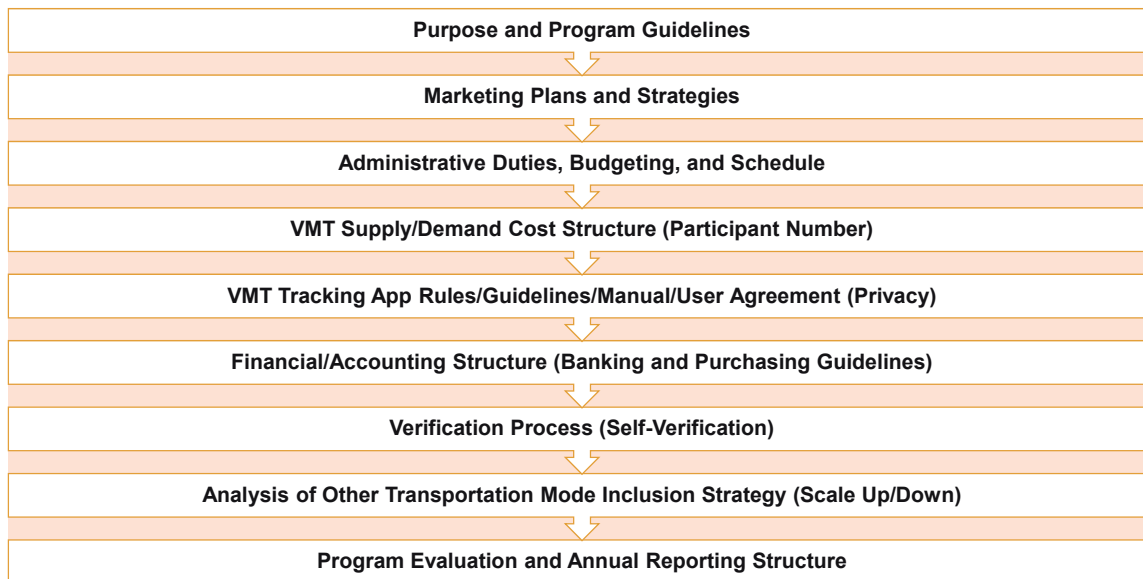 Purpose and Program Guidelines
Marketing Plans and Strategies
Administrative Duties, Budgeting, and Schedule
VMT Supply/Demand Cost Structure (Participant Number)
VMT Tracking App Rules/Guidelines/Manual/User Agreement (Privacy)
Financial/Accounting Structure (Banking and Purchasing Guidelines)
Verification Process (Self-Verification)
Analysis of Other Transportation Mode Inclusion Strategy (Scale Up/Down)
Program Evaluation and Annual Reporting Structure